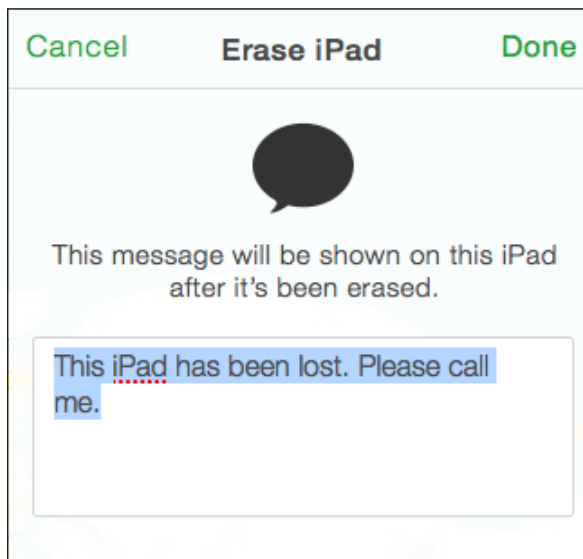 Cancel Erase iPad Done
This message will be shown on this iPad
after it's been erased.
This iPad has been lost. Please call
me.